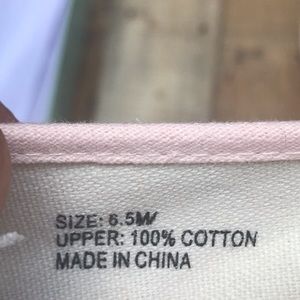 SIZE: 6.5M
UPPER: 100% COTTON
MADE IN CHINA